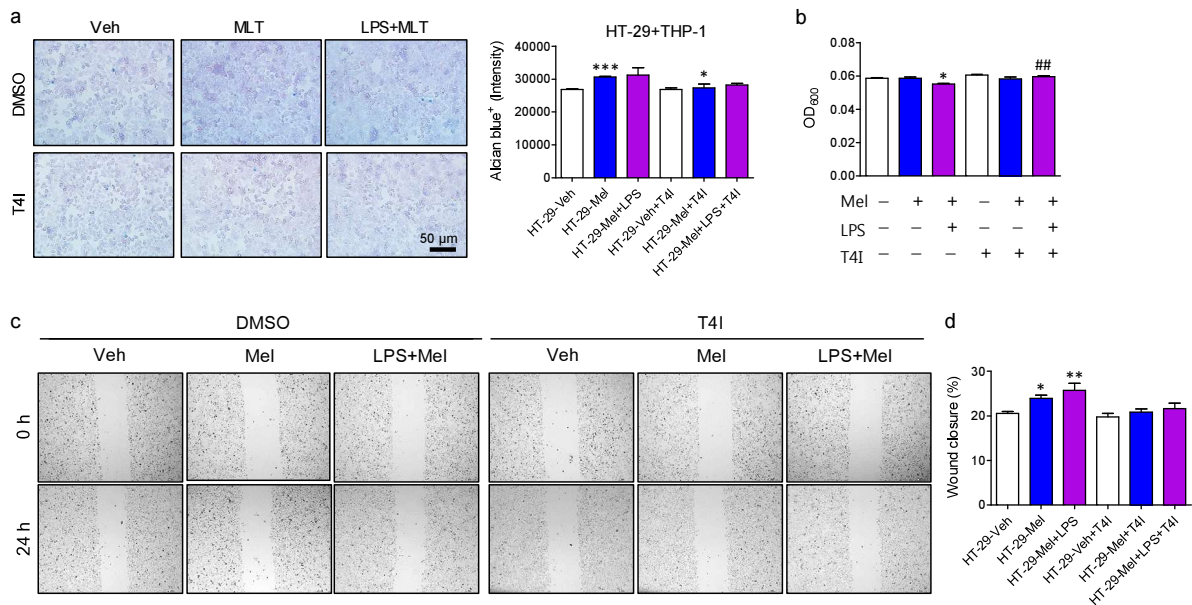 a
Veh MLT LPS+MLT
DMSO
T4I
50 μm
HT-29+THP-1
Alcian blue⁺ (Intensity)
40000
30000
20000
10000
0
*** *
HT-29-Veh
HT-29-Mel
HT-29-Mel+LPS
HT-29-Veh+T4I
HT-29-Mel+T4I
HT-29-Mel+LPS+T4I
b
OD₆₀₀
0.08
0.06
0.04
0.02
0.00
* ##
Mel − + + − + +
LPS − − + +
T4I − − − + + +
c
DMSO T4I
Veh Mel LPS+Mel Veh Mel LPS+Mel
0 h
24 h
d
Wound closure (%)
30
20
10
0
* **
HT-29-Veh
HT-29-Mel
HT-29-Mel+LPS
HT-29-Veh+T4I
HT-29-Mel+T4I
HT-29-Mel+LPS+T4I